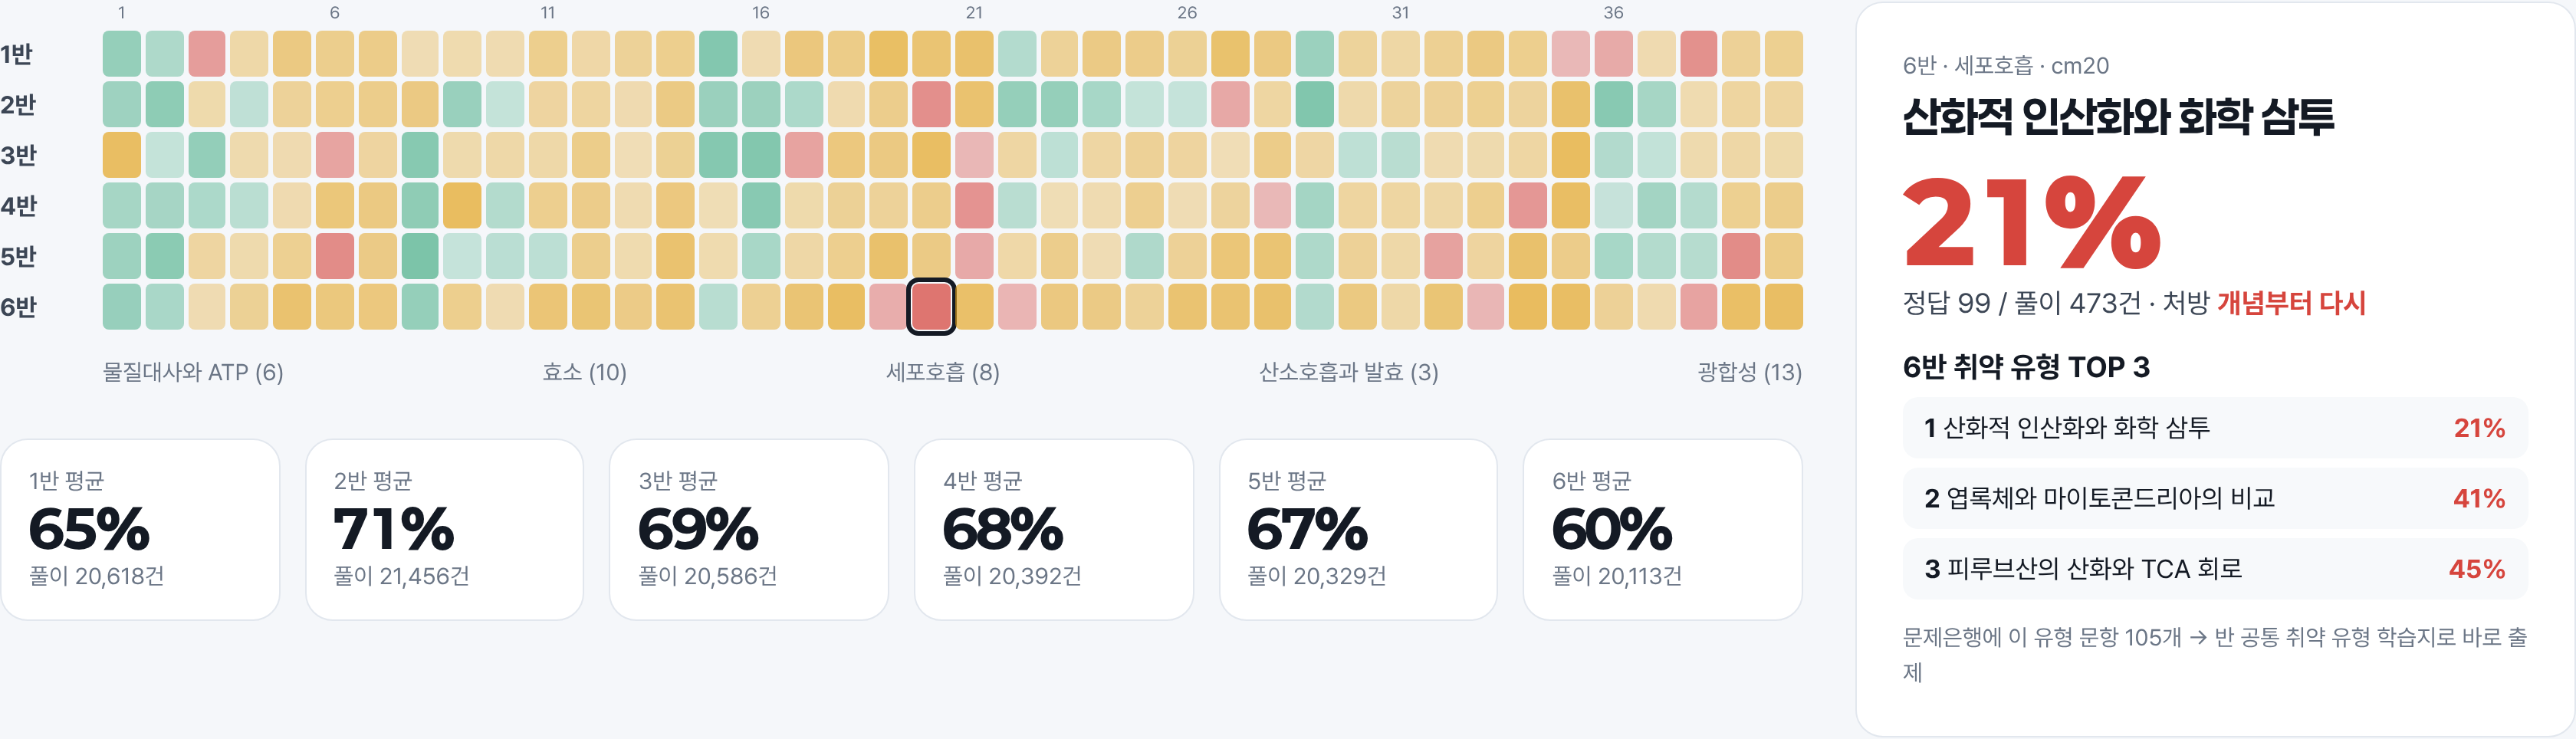 1 6 11 16 21 26 31 36
1반
2반
3반
4반
5반
6반
물질대사와 ATP (6) 효소 (10) 세포호흡 (8) 산소호흡과 발효 (3) 광합성 (13)
1반 평균
65%
풀이 20,618건
2반 평균
71%
풀이 21,456건
3반 평균
69%
풀이 20,586건
4반 평균
68%
풀이 20,392건
5반 평균
67%
풀이 20,329건
6반 평균
60%
풀이 20,113건
6반 · 세포호흡 · cm20
산화적 인산화와 화학 삼투
21%
정답 99 / 풀이 473건 · 처방 개념부터 다시
6반 취약 유형 TOP 3
1 산화적 인산화와 화학 삼투 21%
2 엽록체와 마이토콘드리아의 비교 41%
3 피루브산의 산화와 TCA 회로 45%
문제은행에 이 유형 문항 105개 → 반 공통 취약 유형 학습지로 바로 출
제